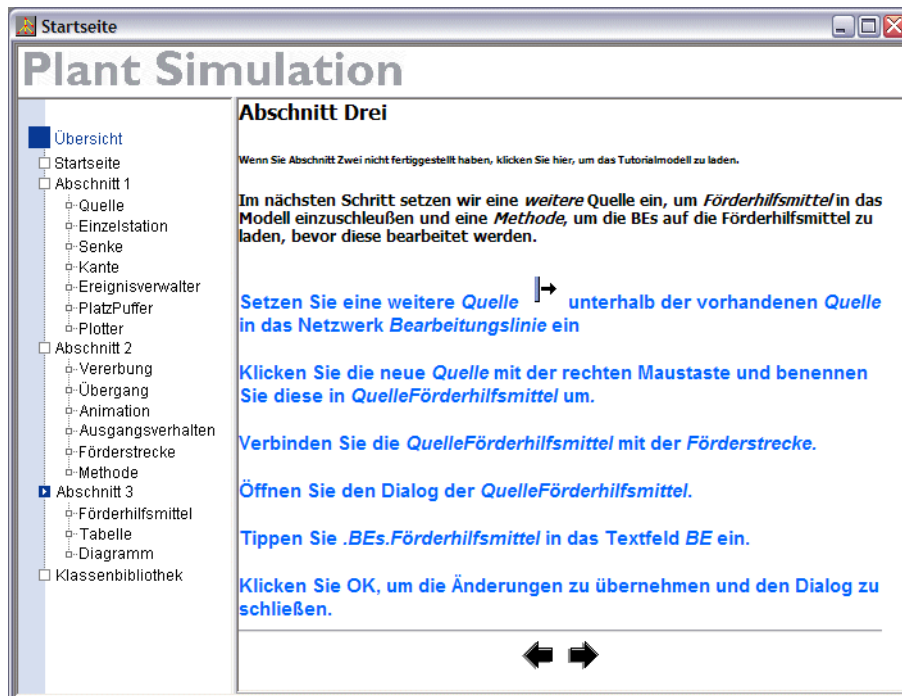 Startseite
Plant Simulation
Übersicht
Startseite
Abschnitt 1
Quelle
Einzelstation
Senke
Kante
Ereignisverwalter
PlatzPuffer
Plotter
Abschnitt 2
Vererbung
Übergang
Animation
Ausgangsverhalten
Förderstrecke
Methode
Abschnitt 3
Förderhilfsmittel
Tabelle
Diagramm
Klassenbibliothek
Abschnitt Drei
Wenn Sie Abschnitt Zwei nicht fertiggestellt haben, klicken Sie hier, um das Tutorialmodell zu laden.
Im nächsten Schritt setzen wir eine weitere Quelle ein, um Förderhilfsmittel in das
Modell einzuschleußen und eine Methode, um die BEs auf die Förderhilfsmittel zu
laden, bevor diese bearbeitet werden.
Setzen Sie eine weitere Quelle unterhalb der vorhandenen Quelle
in das Netzwerk Bearbeitungslinie ein
Klicken Sie die neue Quelle mit der rechten Maustaste und benennen
Sie diese in QuelleFörderhilfsmittel um.
Verbinden Sie die QuelleFörderhilfsmittel mit der Förderstrecke.
Öffnen Sie den Dialog der QuelleFörderhilfsmittel.
Tippen Sie .BEs.Förderhilfsmittel in das Textfeld BE ein.
Klicken Sie OK, um die Änderungen zu übernehmen und den Dialog zu
schließen.